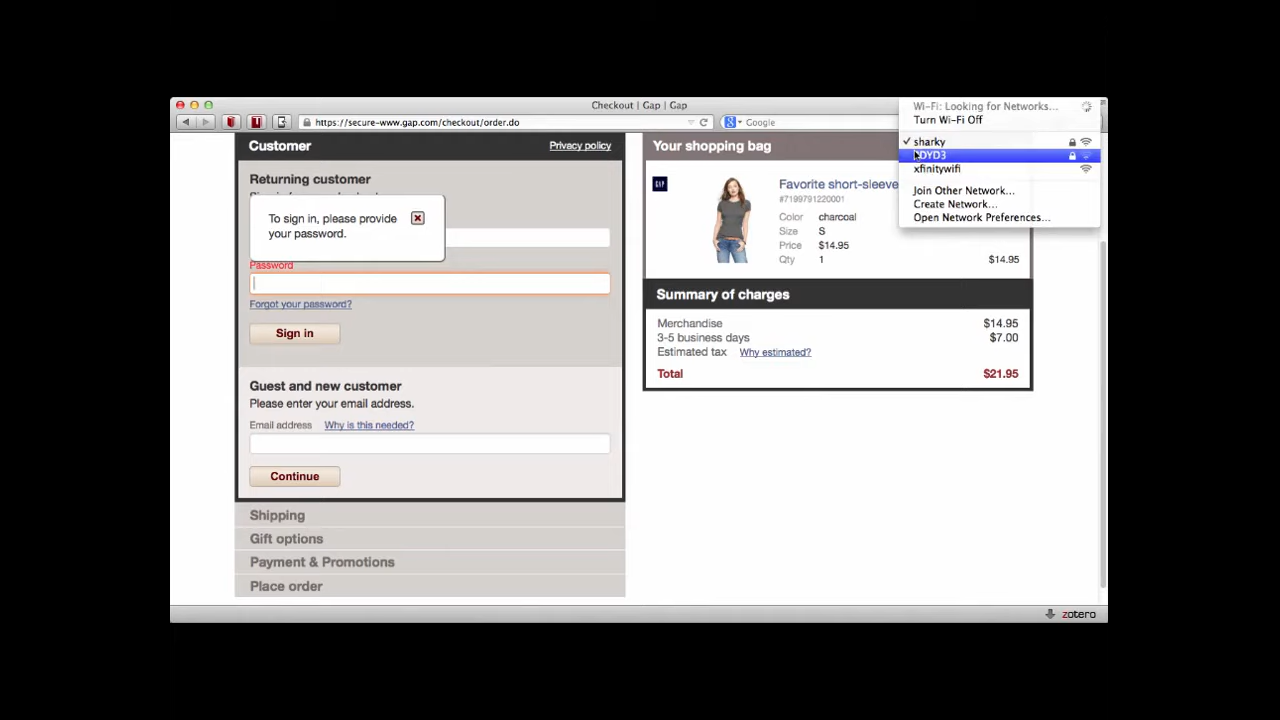 Checkout | Gap | Gap
https://secure-www.gap.com/checkout/order.do
Google
Wi-Fi: Looking for Networks...
Turn Wi-Fi Off
sharky
xfinitywifi
Join Other Network...
Create Network...
Open Network Preferences...
Customer
Privacy policy
Returning customer
To sign in, please provide
your password.
Password
Forgot your password?
Sign in
Guest and new customer
Please enter your email address.
Email address Why is this needed?
Continue
Shipping
Gift options
Payment & Promotions
Place order
Your shopping bag
GAP
Favorite short-sleeve
#7199791220001
Color charcoal
Size S
Price $14.95
Qty 1 $14.95
Summary of charges
Merchandise $14.95
3-5 business days $7.00
Estimated tax Why estimated?
Total $21.95
zotero